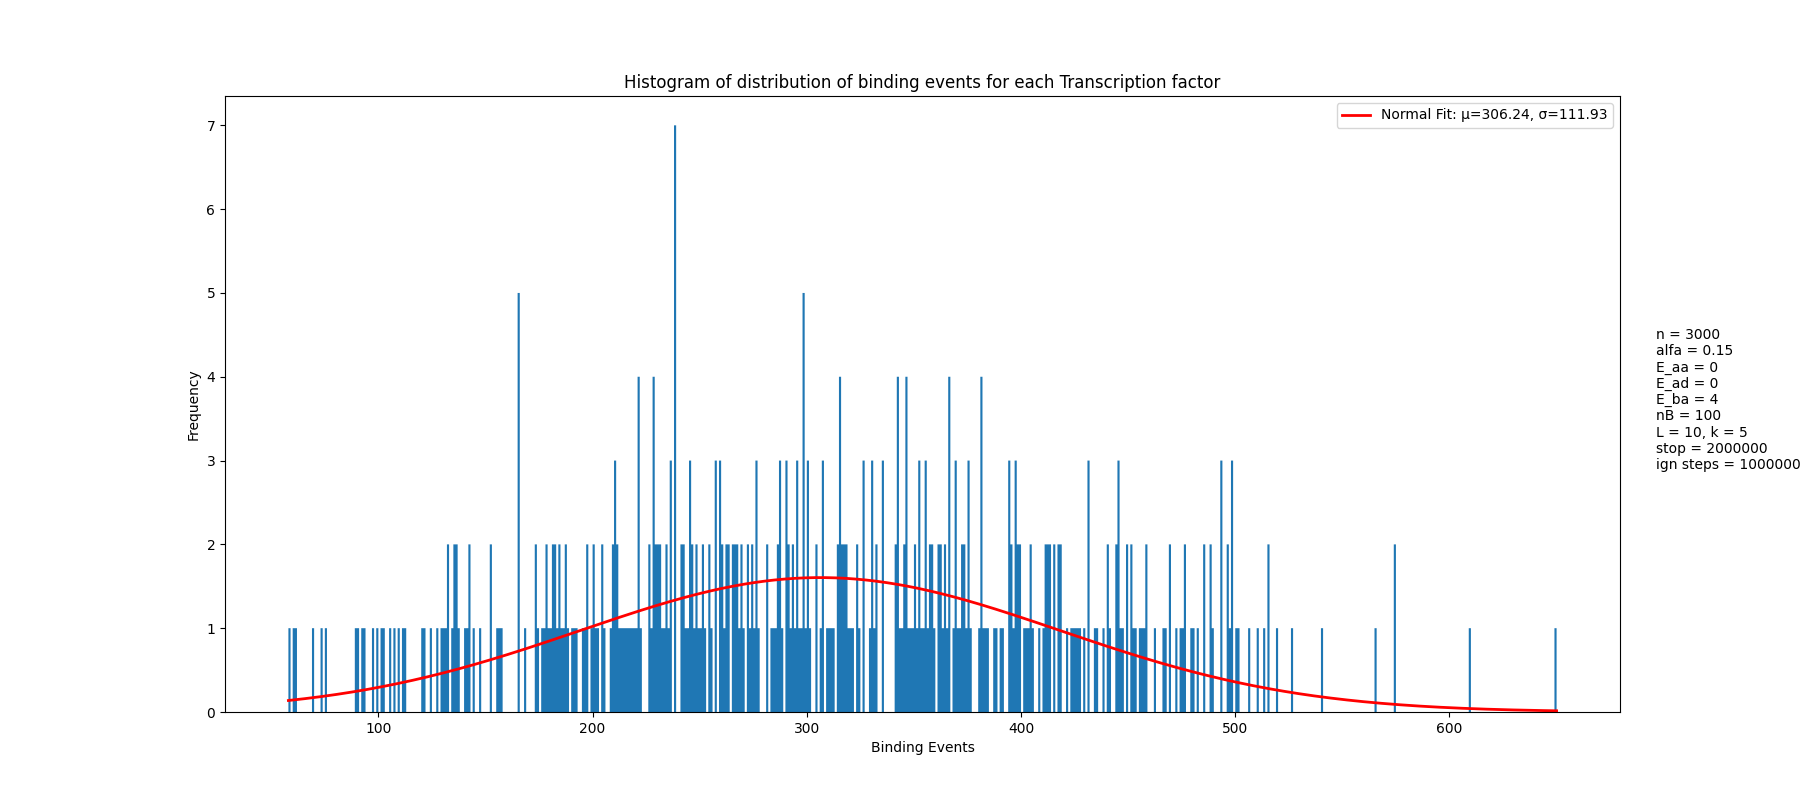 Histogram of distribution of binding events for each Transcription factor
Normal Fit: μ=306.24, σ=111.93
7
6
5
4
3
2
1
0
Frequency
100 200 300 400 500 600
Binding Events
n = 3000
alfa = 0.15
E_aa = 0
E_ad = 0
E_ba = 4
nB = 100
L = 10, k = 5
stop = 2000000
ign steps = 1000000